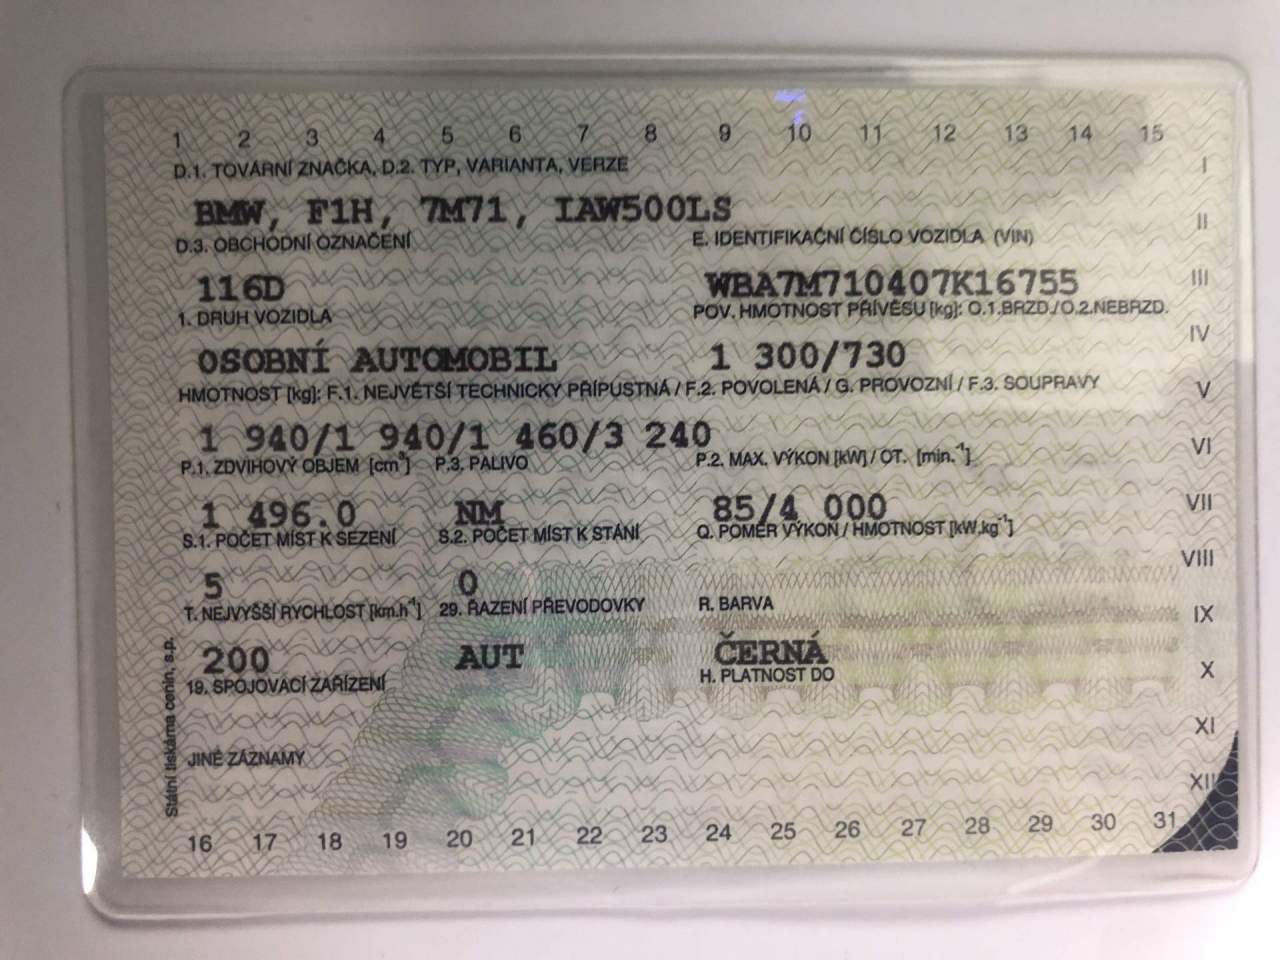 1 2 3 4 5 6 7 8 9 10 11 12 13 14 15
D.1. TOVÁRNÍ ZNAČKA, D.2. TYP, VARIANTA, VERZE
I
BMW, F1H, 7M71, IAW500LS
II
D.3. OBCHODNÍ OZNAČENÍ E. IDENTIFIKAČNÍ ČÍSLO VOZIDLA (VIN)
116D WBA7M710407K16755
III
1. DRUH VOZIDLA POV. HMOTNOST PŘÍVĚSU [kg]: O.1.BRZD./O.2.NEBRZD.
IV
OSOBNÍ AUTOMOBIL 1 300/730
HMOTNOST [kg]: F.1. NEJVĚTŠÍ TECHNICKY PŘÍPUSTNÁ / F.2. POVOLENÁ / G. PROVOZNÍ / F.3. SOUPRAVY
V
1 940/1 940/1 460/3 240
VI
P.1. ZDVIHOVÝ OBJEM [cm³] P.3. PALIVO P.2. MAX. VÝKON [kW] / OT. [min.⁻¹]
1 496.0 NM 85/4 000
VII
S.1. POČET MÍST K SEZENÍ S.2. POČET MÍST K STÁNÍ Q. POMĚR VÝKON / HMOTNOST [kW.kg⁻¹]
VIII
5 0
T. NEJVYŠŠÍ RYCHLOST [km.h⁻¹] 29. ŘAZENÍ PŘEVODOVKY R. BARVA
IX
200 AUT ČERNÁ
19. SPOJOVACÍ ZAŘÍZENÍ H. PLATNOST DO
X
XI
JINÉ ZÁZNAMY
XII
16 17 18 19 20 21 22 23 24 25 26 27 28 29 30 31
Státní tiskárna cenin, s.p.